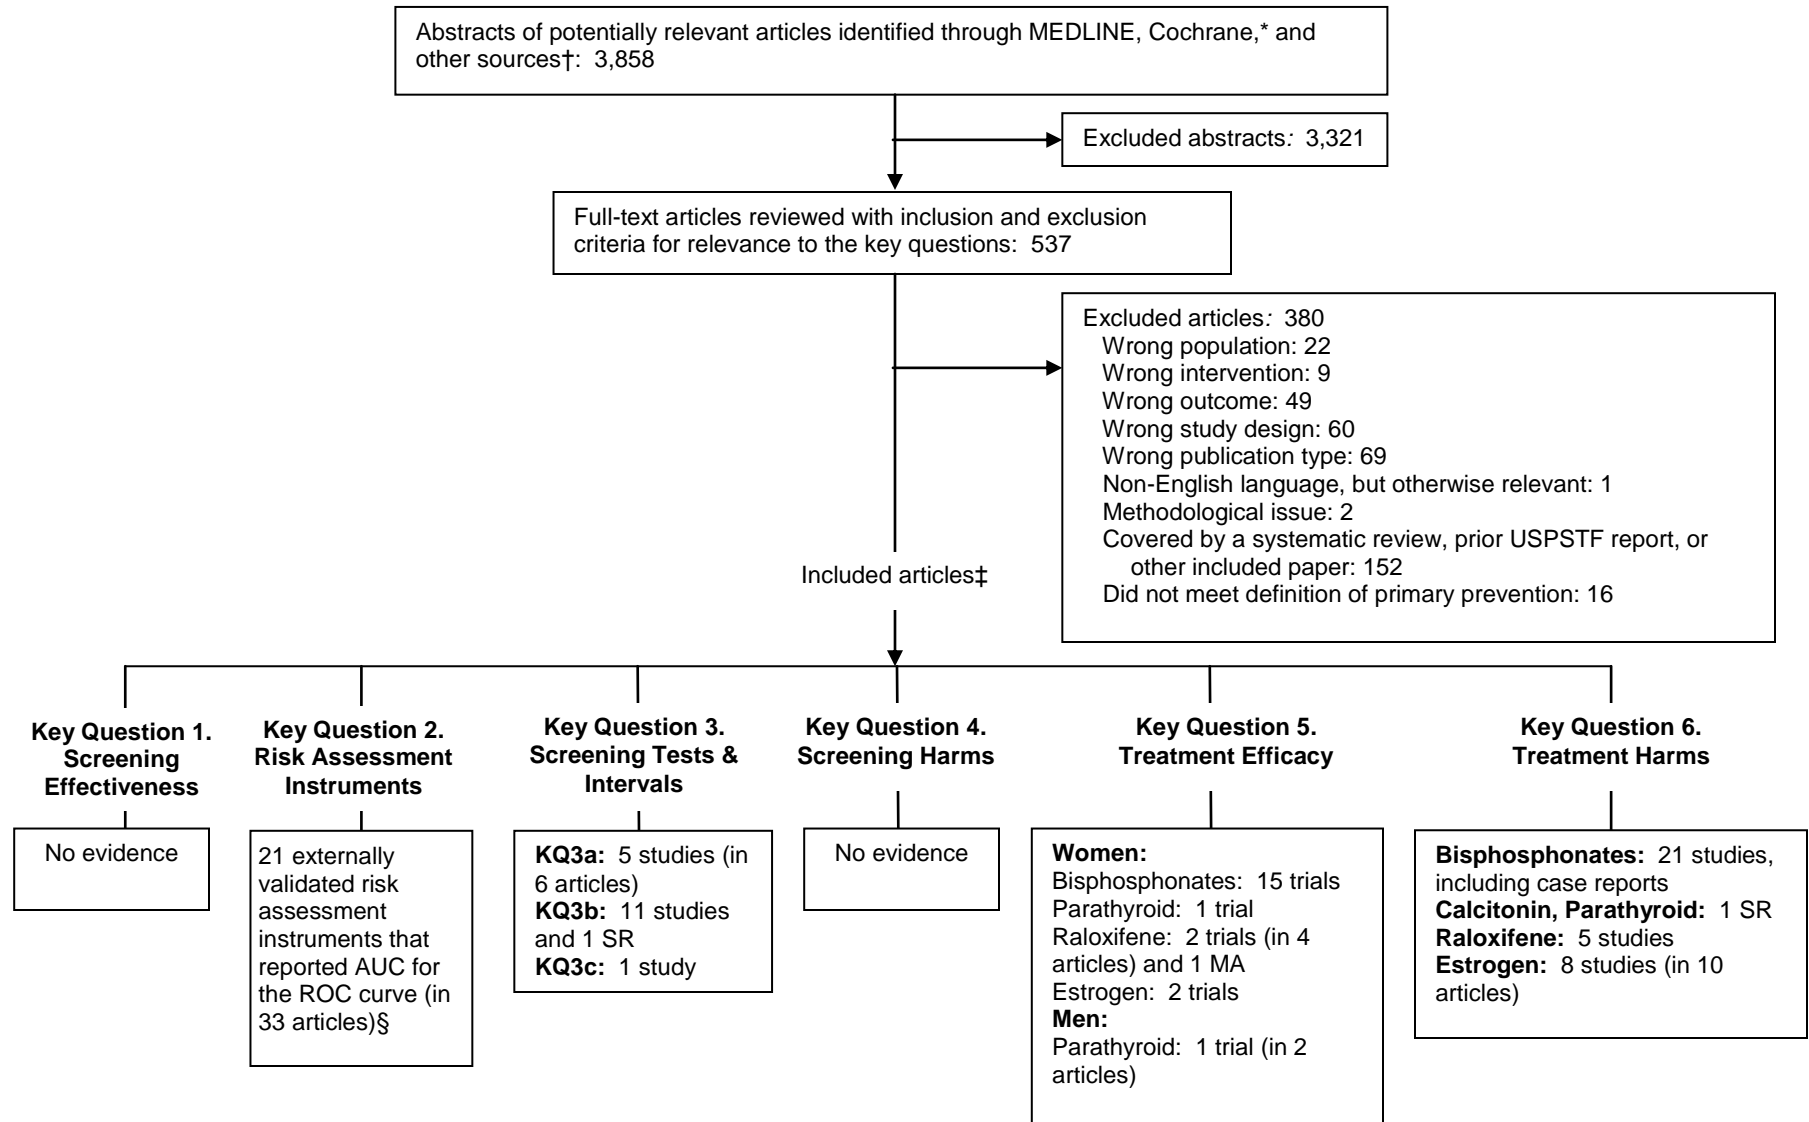 Abstracts of potentially relevant articles identified through MEDLINE, Cochrane,* and
other sources†:  3,858
Excluded abstracts:  3,321
Full-text articles reviewed with inclusion and exclusion
criteria for relevance to the key questions:  537
Excluded articles:  380
Wrong population: 22
Wrong intervention: 9
Wrong outcome: 49
Wrong study design: 60
Wrong publication type: 69
Non-English language, but otherwise relevant: 1
Methodological issue: 2
Covered by a systematic review, prior USPSTF report, or
other included paper: 152
Did not meet definition of primary prevention: 16
Included articles‡
Key Question 1.
Screening
Effectiveness
No evidence
Key Question 2.
Risk Assessment
Instruments
21 externally
validated risk
assessment
instruments that
reported AUC for
the ROC curve (in
33 articles)§
Key Question 3.
Screening Tests &
Intervals
KQ3a:  5 studies (in
6 articles)
KQ3b:  11 studies
and 1 SR
KQ3c:  1 study
Key Question 4.
Screening Harms
No evidence
Key Question 5.
Treatment Efficacy
Women:
Bisphosphonates:  15 trials
Parathyroid:  1 trial
Raloxifene:  2 trials (in 4
articles) and 1 MA
Estrogen:  2 trials
Men:
Parathyroid:  1 trial (in 2
articles)
Key Question 6.
Treatment Harms
Bisphosphonates:  21 studies,
including case reports
Calcitonin, Parathyroid:  1 SR
Raloxifene:  5 studies
Estrogen:  8 studies (in 10
articles)